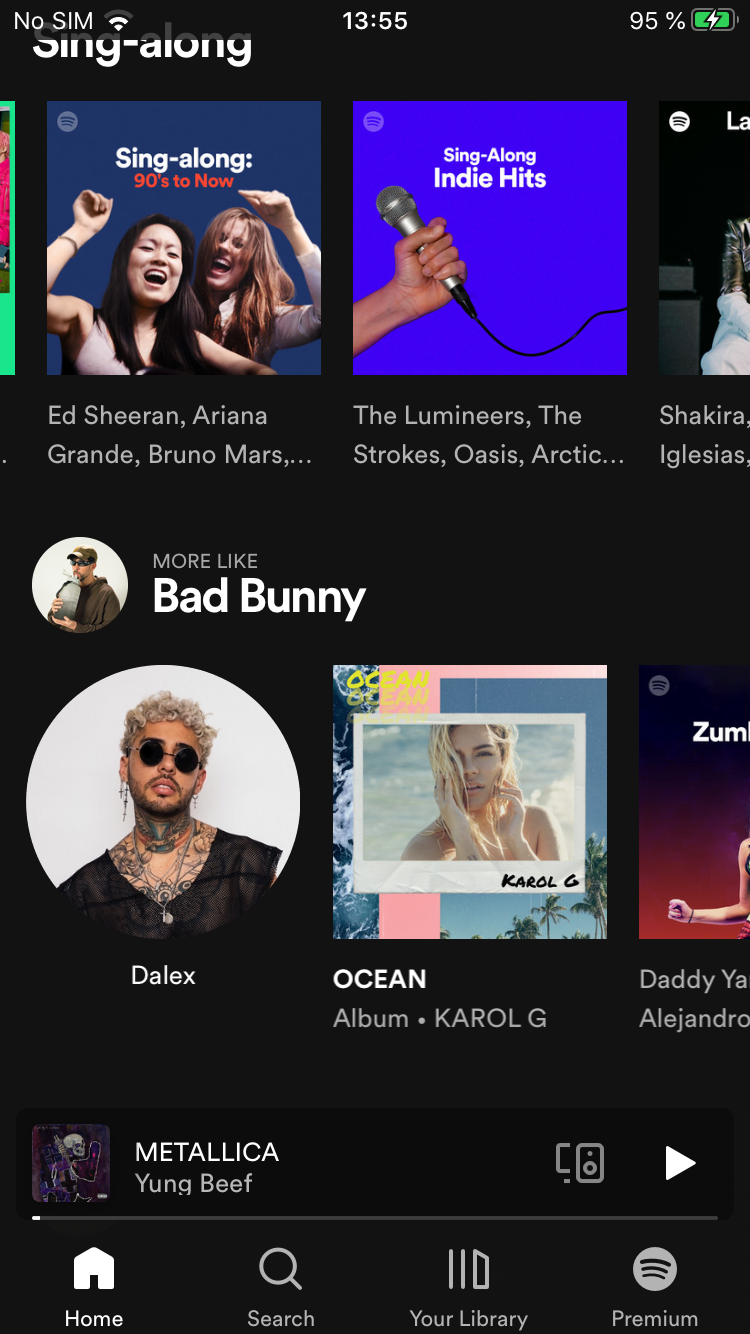 No SIM 13:55 95 %
Sing-along
Sing-along:
90's to Now
Sing-Along
Indie Hits
Ed Sheeran, Ariana
Grande, Bruno Mars,...
The Lumineers, The
Strokes, Oasis, Arctic...
Shakira,
Iglesias,
MORE LIKE
Bad Bunny
OCEAN
OCEAN
KAROL G
Zum
Dalex
OCEAN
Album • KAROL G
Daddy Ya
Alejandro
METALLICA
Yung Beef
Home
Search
Your Library
Premium